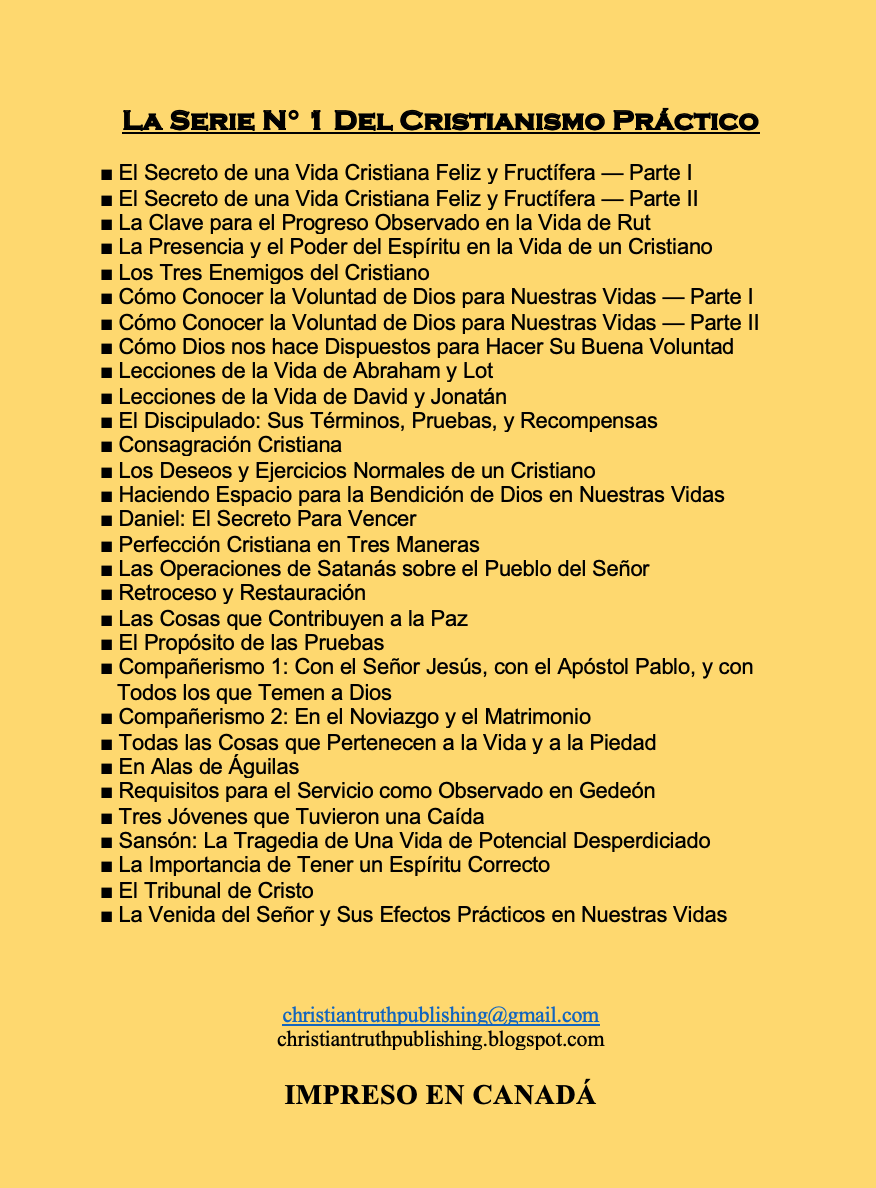 La Serie N° 1 Del Cristianismo Práctico
■ El Secreto de una Vida Cristiana Feliz y Fructífera — Parte I
■ El Secreto de una Vida Cristiana Feliz y Fructífera — Parte II
■ La Clave para el Progreso Observado en la Vida de Rut
■ La Presencia y el Poder del Espíritu en la Vida de un Cristiano
■ Los Tres Enemigos del Cristiano
■ Cómo Conocer la Voluntad de Dios para Nuestras Vidas — Parte I
■ Cómo Conocer la Voluntad de Dios para Nuestras Vidas — Parte II
■ Cómo Dios nos hace Dispuestos para Hacer Su Buena Voluntad
■ Lecciones de la Vida de Abraham y Lot
■ Lecciones de la Vida de David y Jonatán
■ El Discipulado: Sus Términos, Pruebas, y Recompensas
■ Consagración Cristiana
■ Los Deseos y Ejercicios Normales de un Cristiano
■ Haciendo Espacio para la Bendición de Dios en Nuestras Vidas
■ Daniel: El Secreto Para Vencer
■ Perfección Cristiana en Tres Maneras
■ Las Operaciones de Satanás sobre el Pueblo del Señor
■ Retroceso y Restauración
■ Las Cosas que Contribuyen a la Paz
■ El Propósito de las Pruebas
■ Compañerismo 1: Con el Señor Jesús, con el Apóstol Pablo, y con
Todos los que Temen a Dios
■ Compañerismo 2: En el Noviazgo y el Matrimonio
■ Todas las Cosas que Pertenecen a la Vida y a la Piedad
■ En Alas de Águilas
■ Requisitos para el Servicio como Observado en Gedeón
■ Tres Jóvenes que Tuvieron una Caída
■ Sansón: La Tragedia de Una Vida de Potencial Desperdiciado
■ La Importancia de Tener un Espíritu Correcto
■ El Tribunal de Cristo
■ La Venida del Señor y Sus Efectos Prácticos en Nuestras Vidas
christiantruthpublishing@gmail.com
christiantruthpublishing.blogspot.com
IMPRESO EN CANADÁ